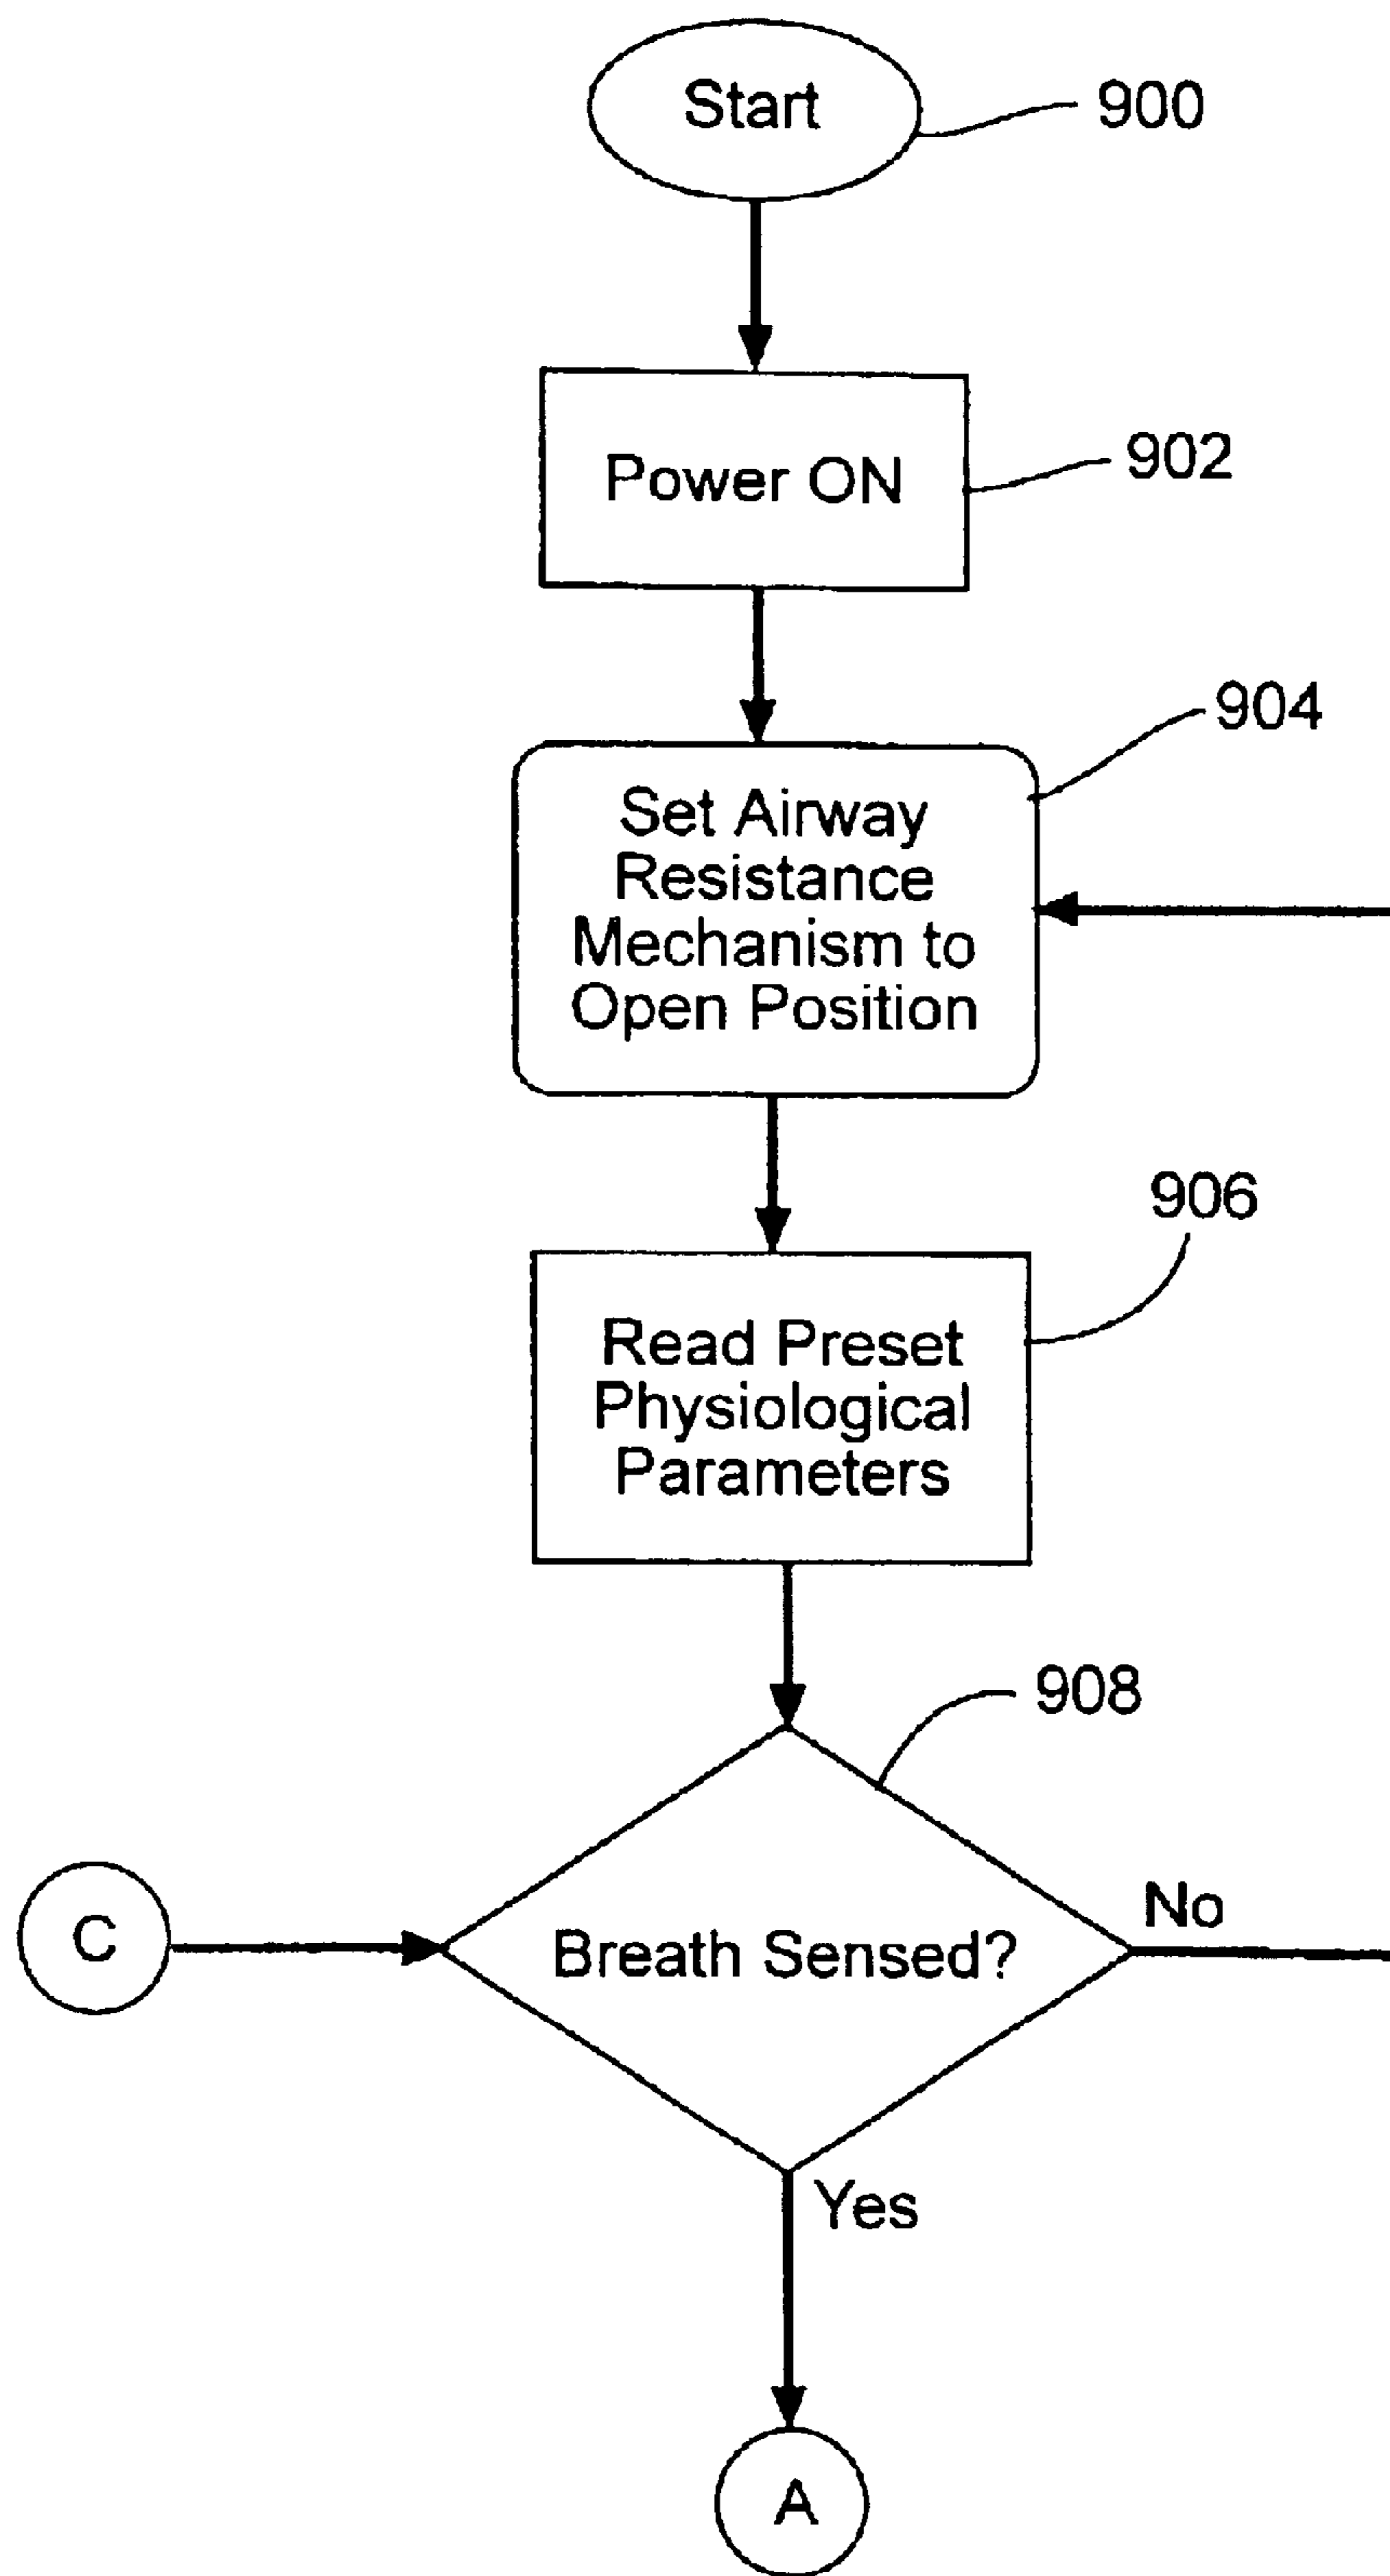 Start
900
Power ON
902
904
Set Airway
Resistance
Mechanism to
Open Position
906
Read Preset
Physiological
Parameters
908
C
Breath Sensed?
No
Yes
A